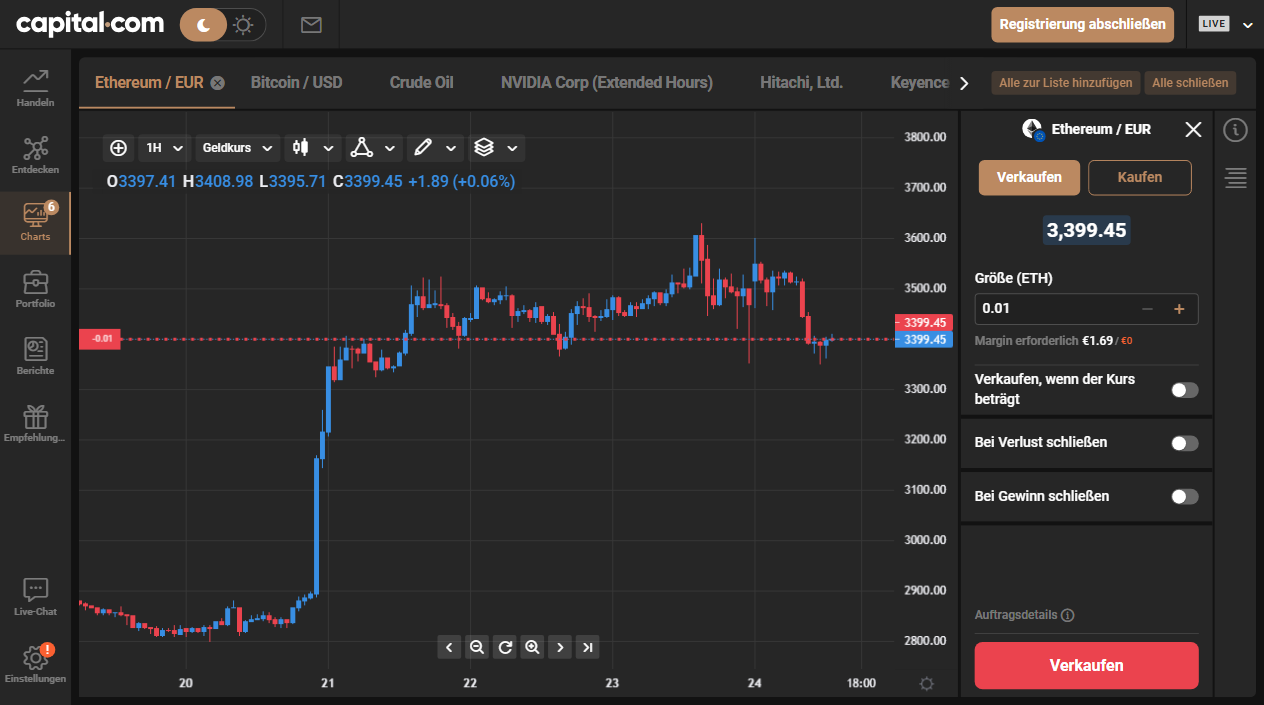 capital.com
Registrierung abschließen
LIVE
Handeln
Entdecken
6
Charts
Portfolio
Berichte
Empfehlung...
Live-Chat
!
Einstellungen
Ethereum / EUR
Bitcoin / USD
Crude Oil
NVIDIA Corp (Extended Hours)
Hitachi, Ltd.
Keyence
Alle zur Liste hinzufügen
Alle schließen
1H
Geldkurs
O3397.41 H3408.98 L3395.71 C3399.45 +1.89 (+0.06%)
-0.01
3800.00
3700.00
3600.00
3500.00
3399.45
3399.45
3300.00
3200.00
3100.00
3000.00
2900.00
2800.00
20
21
22
23
24
18:00
Ethereum / EUR
Verkaufen
Kaufen
3,399.45
Größe (ETH)
0.01
Margin erforderlich €1.69 / €0
Verkaufen, wenn der Kurs
beträgt
Bei Verlust schließen
Bei Gewinn schließen
Auftragsdetails
Verkaufen